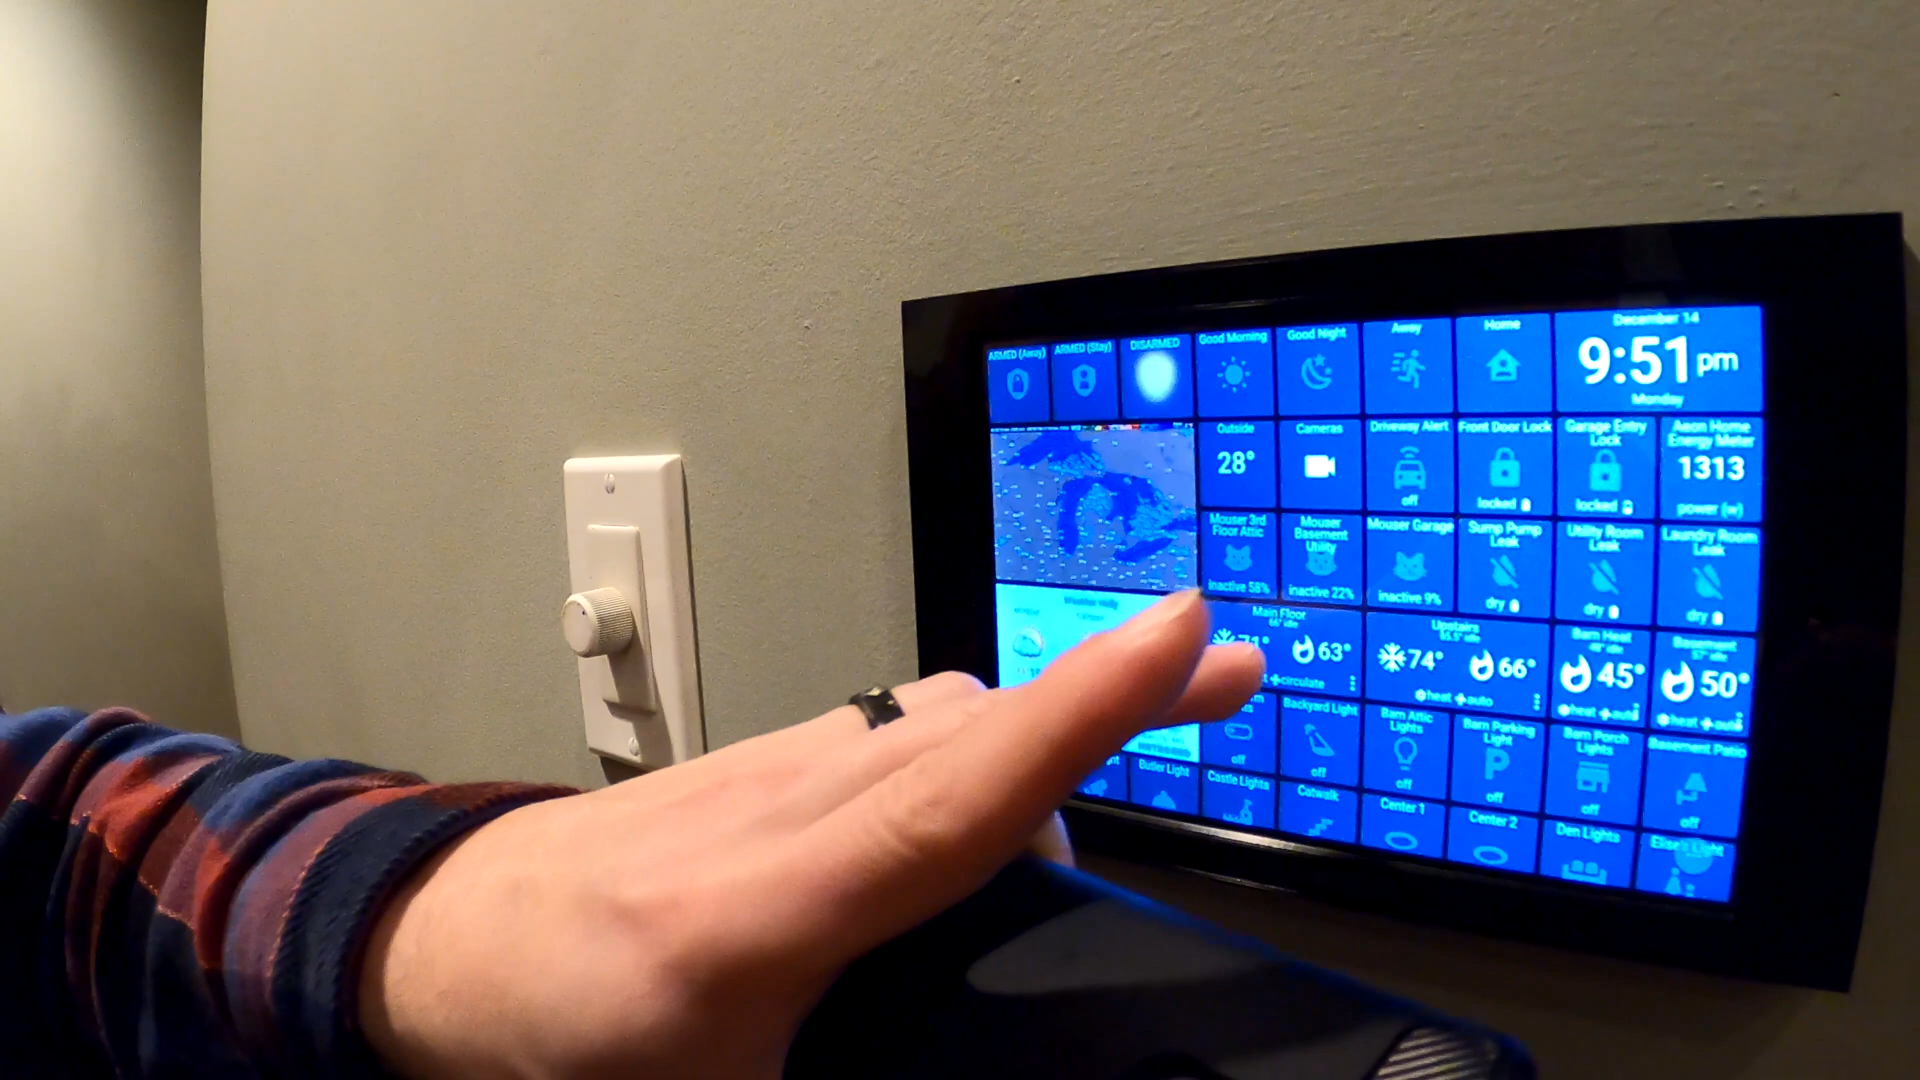 ARMED (Away)
ARMED (Stay)
DISARMED
Good Morning
Good Night
Away
Home
December 14
9:51 pm
Monday
Outside
28°
Cameras
Driveway Alert
off
Front Door Lock
locked
Garage Entry
Lock
locked
Aeon Home
Energy Meter
1313
power (w)
Mouser 3rd
Floor Attic
inactive 58%
Mouser
Basement
Utility
inactive 22%
Mouser Garage
inactive 9%
Sump Pump
Leak
dry
Utility Room
Leak
dry
Laundry Room
Leak
dry
Main Floor
71°
63°
circulate
Upstairs
74°
66°
heat auto
Barn Heat
45°
heat auto
Basement
50°
heat auto
off
Backyard Light
off
Barn Attic
Lights
off
Barn Parking
Light
P
off
Barn Porch
Lights
off
Basement Patio
off
Butler Light
Castle Lights
Catwalk
Center 1
Center 2
Den Lights
Elise's Light